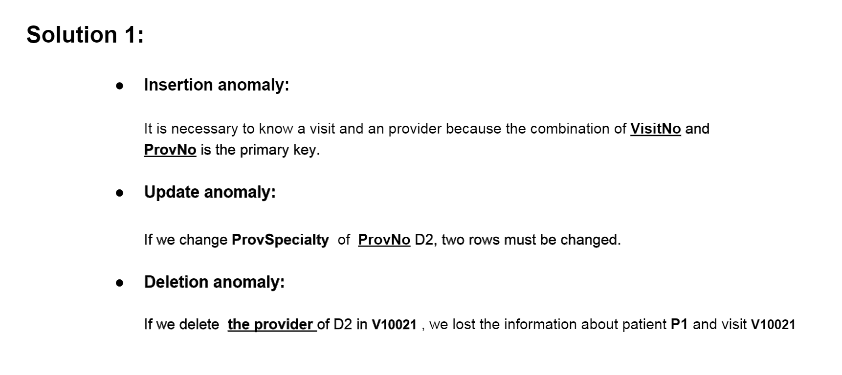 Solution 1:
● Insertion anomaly:
It is necessary to know a visit and an provider because the combination of VisitNo and
ProvNo is the primary key.
● Update anomaly:
If we change ProvSpecialty of ProvNo D2, two rows must be changed.
● Deletion anomaly:
If we delete the provider of D2 in V10021 , we lost the information about patient P1 and visit V10021